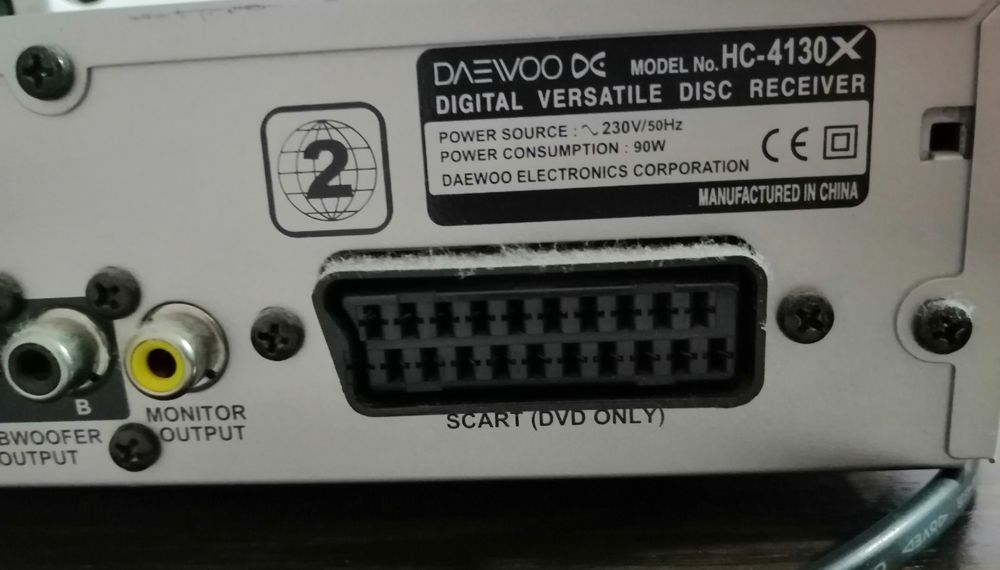 DAEWOO MODEL No. HC-4130X
DIGITAL VERSATILE DISC RECEIVER
POWER SOURCE : ∿ 230V/50Hz
POWER CONSUMPTION : 90W
DAEWOO ELECTRONICS CORPORATION
CE
MANUFACTURED IN CHINA
2
B
BWOOFER
OUTPUT
MONITOR
OUTPUT
SCART (DVD ONLY)